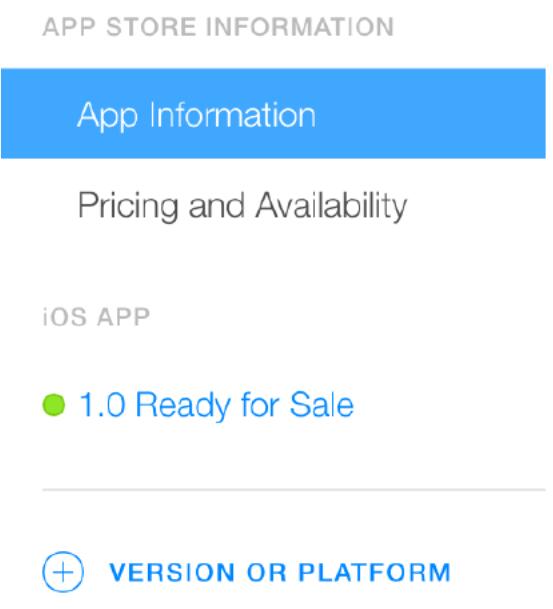 APP STORE INFORMATION
App Information
Pricing and Availability
iOS APP
1.0 Ready for Sale
VERSION OR PLATFORM